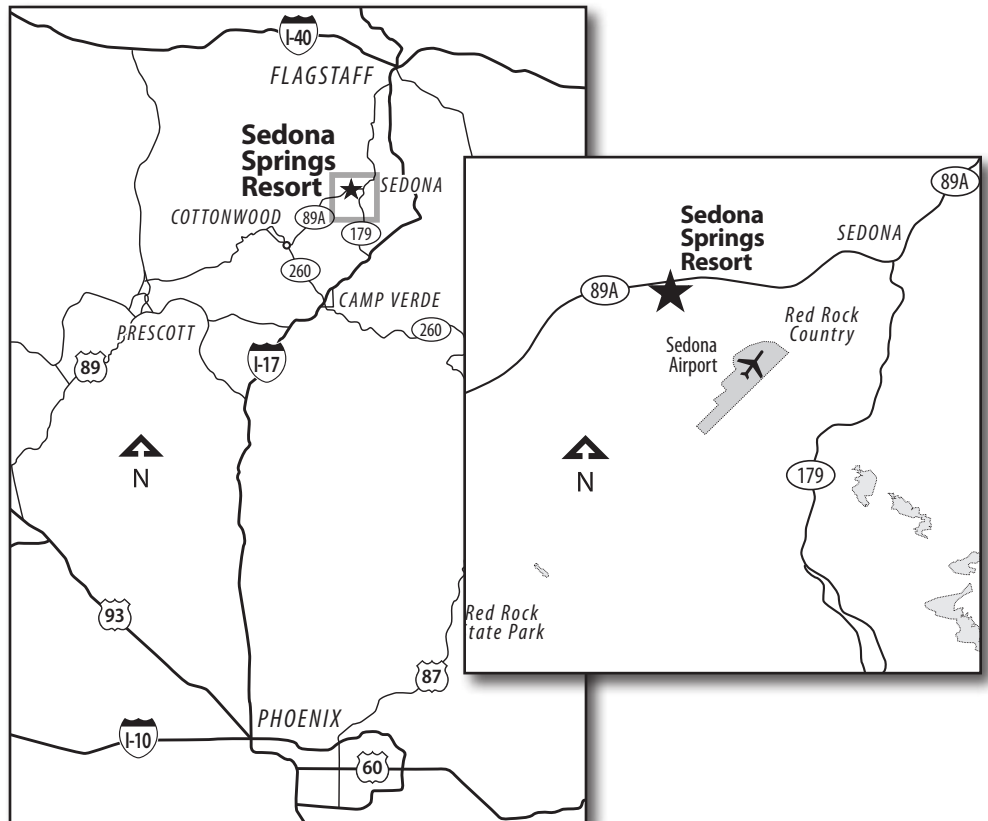 I-40
FLAGSTAFF
Sedona
Springs
Resort
SEDONA
COTTONWOOD
89A
179
260
CAMP VERDE
260
PRESCOTT
89
I-17
N
93
87
PHOENIX
I-10
60
89A
Sedona
Springs
Resort
SEDONA
89A
Red Rock
Country
Sedona
Airport
N
179
Red Rock
tate Park